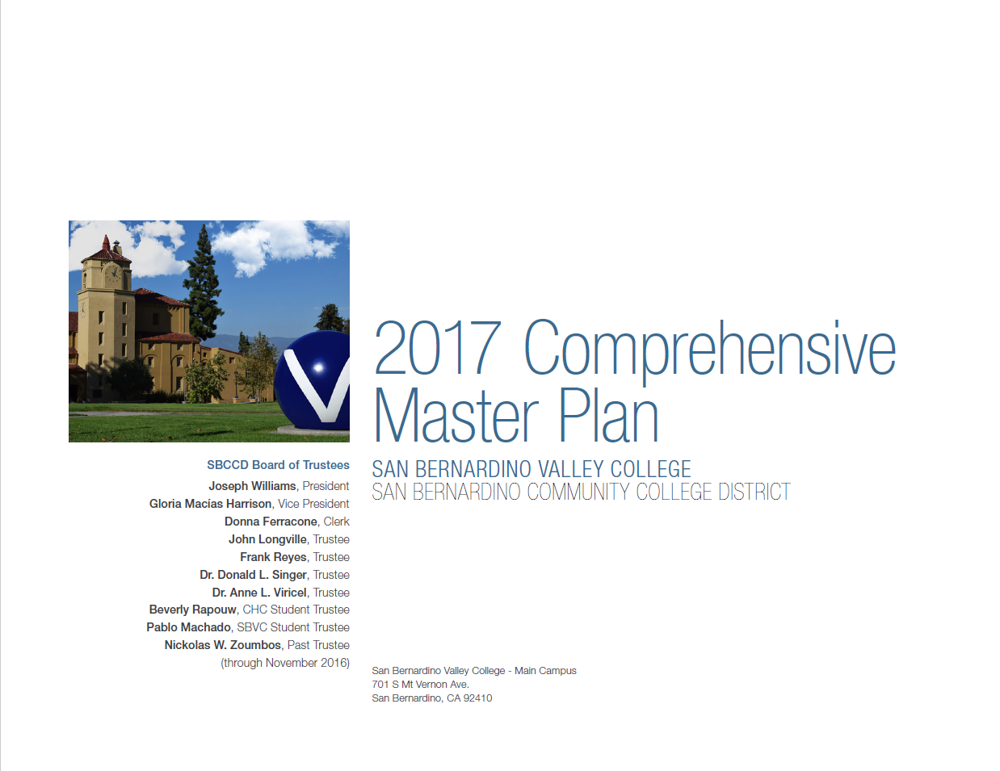 V
2017 Comprehensive
Master Plan
SAN BERNARDINO VALLEY COLLEGE
SAN BERNARDINO COMMUNITY COLLEGE DISTRICT
SBCCD Board of Trustees
Joseph Williams, President
Gloria Macías Harrison, Vice President
Donna Ferracone, Clerk
John Longville, Trustee
Frank Reyes, Trustee
Dr. Donald L. Singer, Trustee
Dr. Anne L. Viricel, Trustee
Beverly Rapouw, CHC Student Trustee
Pablo Machado, SBVC Student Trustee
Nickolas W. Zoumbos, Past Trustee
(through November 2016)
San Bernardino Valley College - Main Campus
701 S Mt Vernon Ave.
San Bernardino, CA 92410